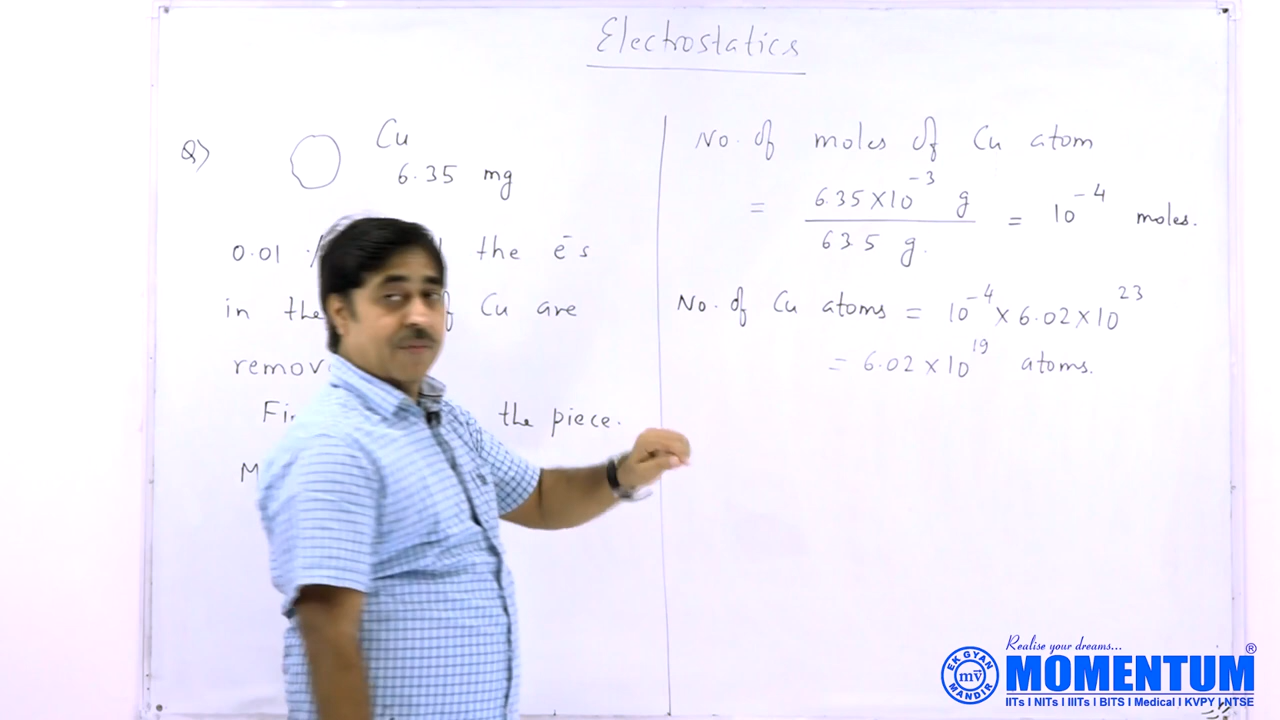 Electrostatics
Q)
Cu
6.35 mg
0.01 the e⁻s
in the Cu are
the piece.
No. of moles of Cu atom
= 6.35×10⁻³ g / 63.5 g. = 10⁻⁴ moles.
No. of Cu atoms = 10⁻⁴ × 6.02 × 10²³
= 6.02 × 10¹⁹ atoms.
Realise your dreams...
EK GYAN MANDIR
mv
MOMENTUM®
IITs I NITs I IIITs I BITS I Medical I KVPY I NTSE